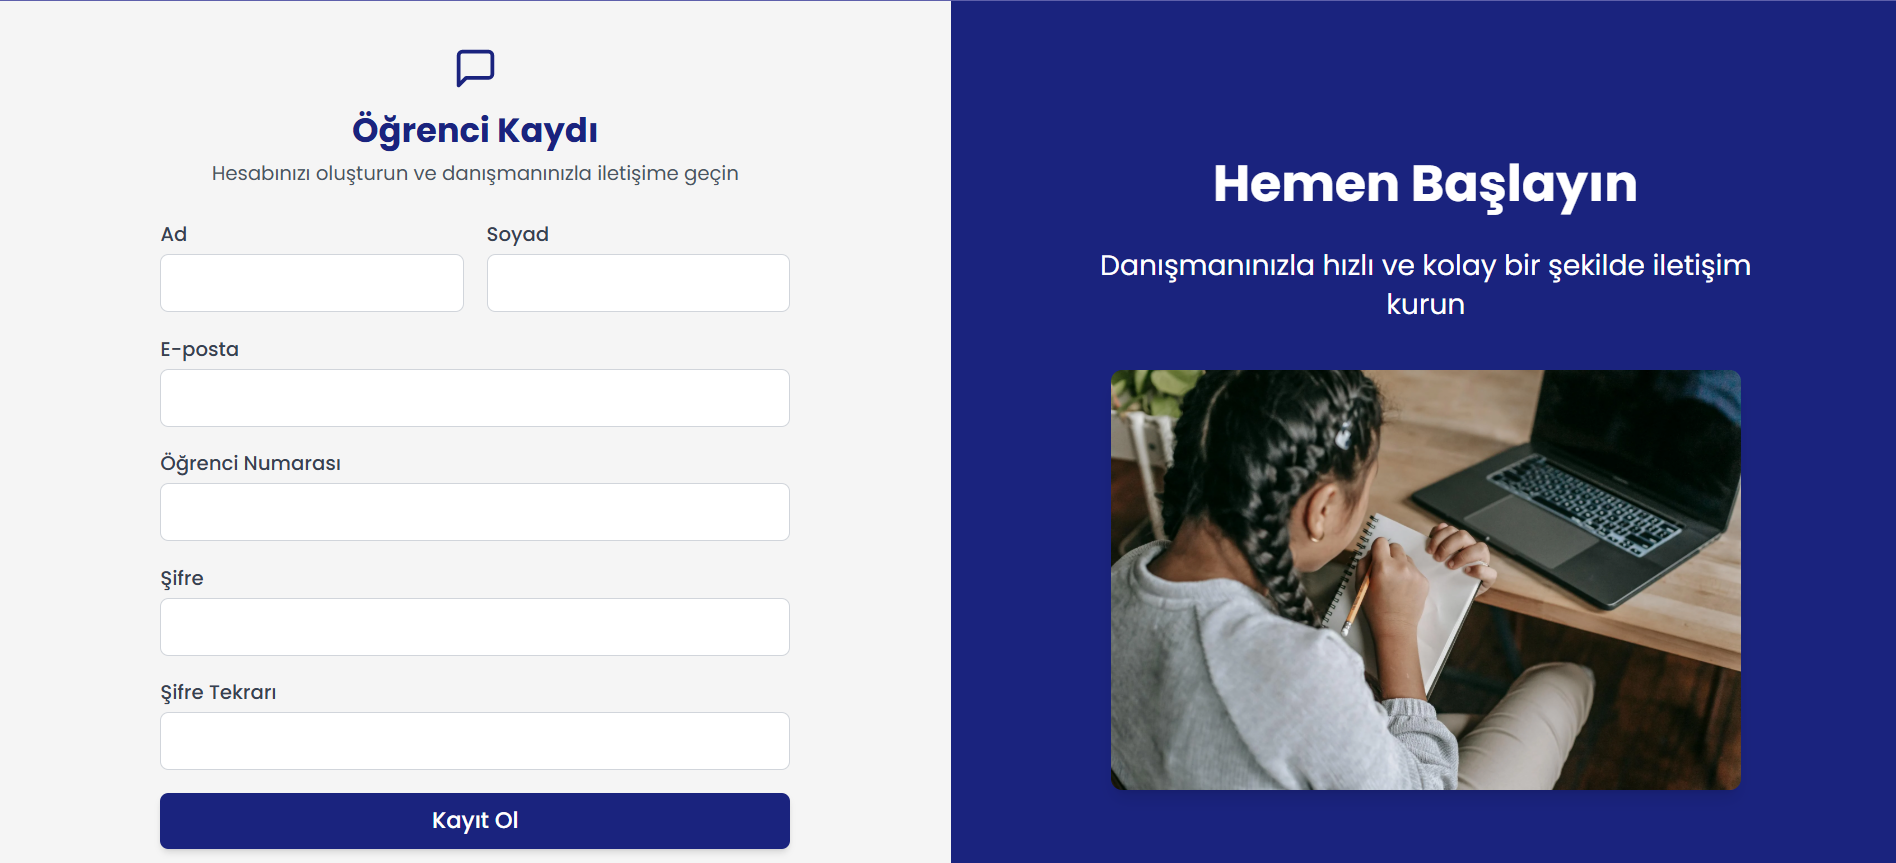 Öğrenci Kaydı
Hesabınızı oluşturun ve danışmanınızla iletişime geçin
Ad
Soyad
E-posta
Öğrenci Numarası
Şifre
Şifre Tekrarı
Kayıt Ol
Hemen Başlayın
Danışmanınızla hızlı ve kolay bir şekilde iletişim
kurun